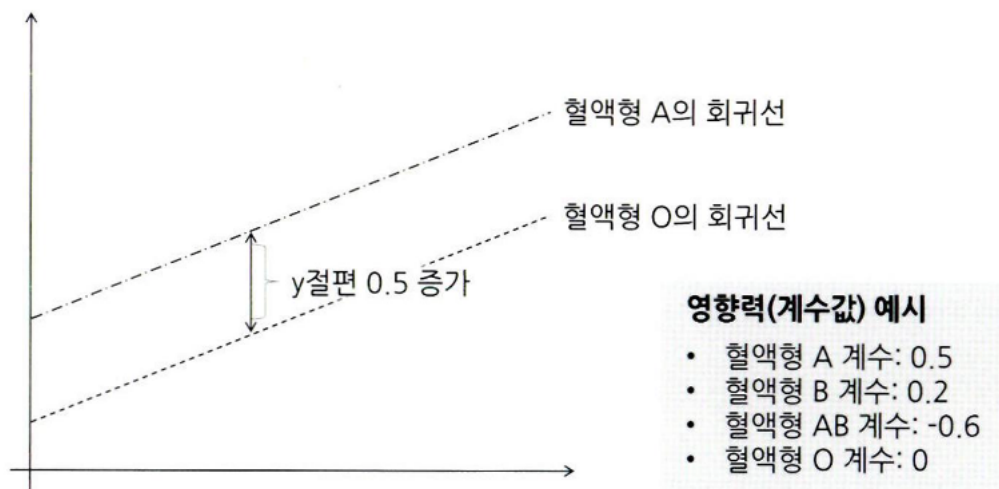 혈액형 A의 회귀선
혈액형 O의 회귀선
y절편 0.5 증가
영향력(계수값) 예시
• 혈액형 A 계수: 0.5
• 혈액형 B 계수: 0.2
• 혈액형 AB 계수: -0.6
• 혈액형 O 계수: 0